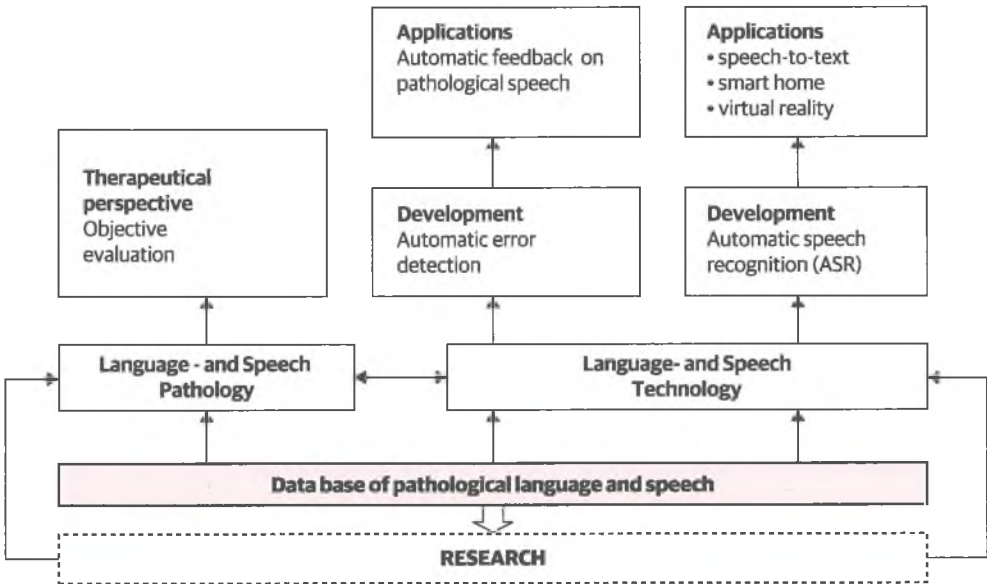 Applications
Automatic feedback on
pathological speech
Applications
• speech-to-text
• smart home
• virtual reality
Therapeutical
perspective
Objective
evaluation
Development
Automatic error
detection
Development
Automatic speech
recognition (ASR)
Language - and Speech
Pathology
Language- and Speech
Technology
Data base of pathological language and speech
RESEARCH